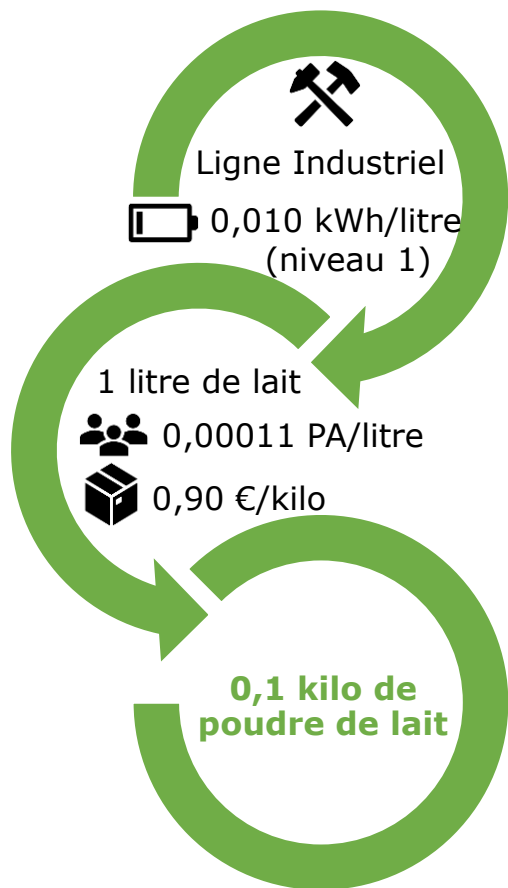 Ligne Industriel
0,010 kWh/litre
(niveau 1)
1 litre de lait
0,00011 PA/litre
0,90 €/kilo
0,1 kilo de
poudre de lait